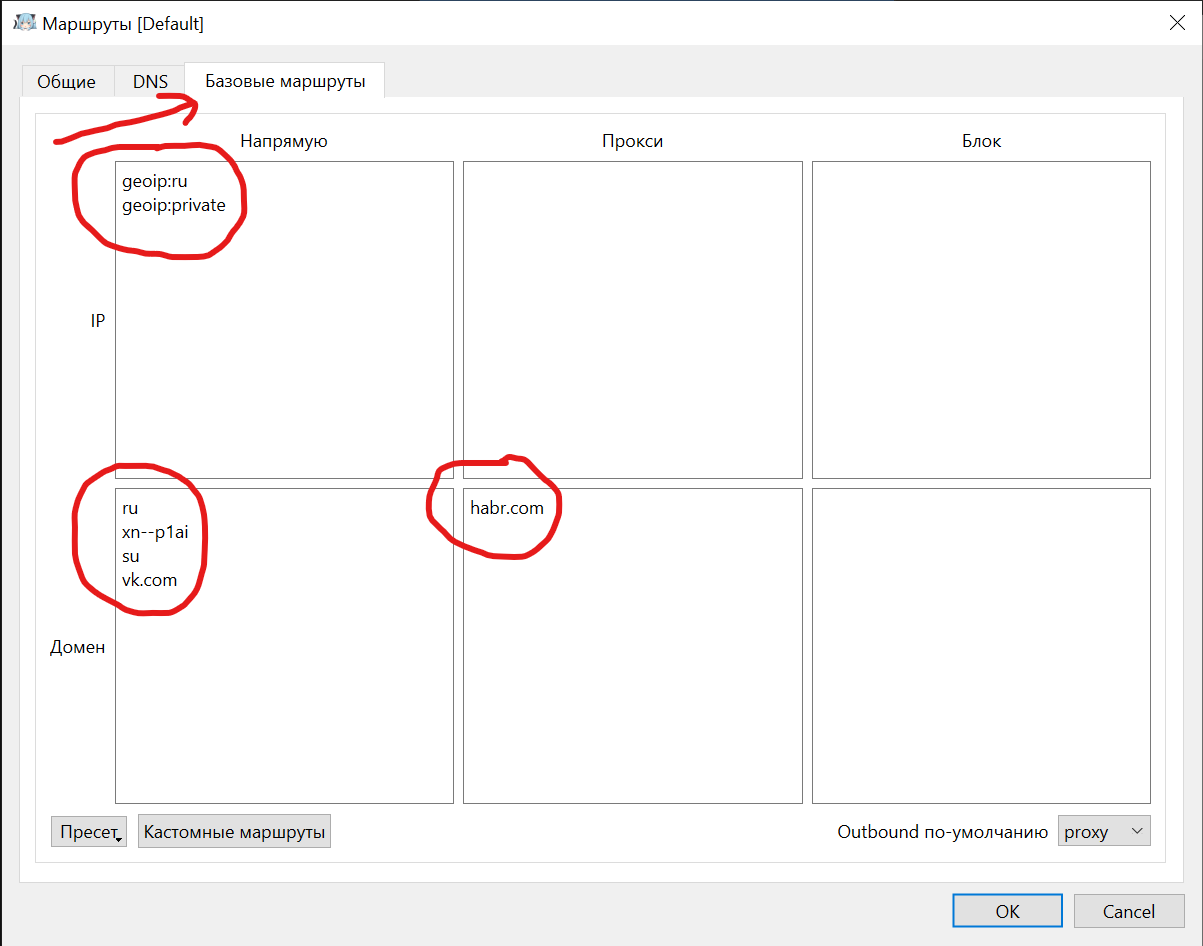 Маршруты [Default]
Общие DNS Базовые маршруты
Напрямую Прокси Блок
geoip:ru
geoip:private
IP
ru
xn--p1ai
su
vk.com
habr.com
Домен
Пресет Кастомные маршруты Outbound по-умолчанию proxy
OK Cancel